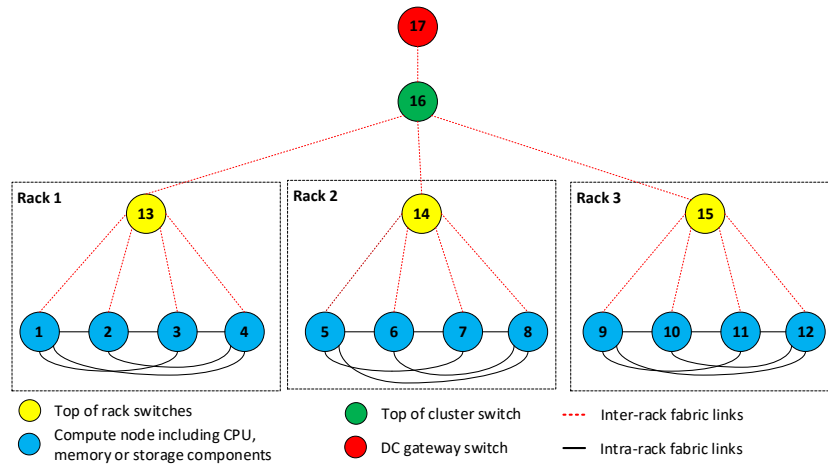 17
16
Rack 1
Rack 2
Rack 3
13
14
15
1 2 3 4
5 6 7 8
9 10 11 12
Top of rack switches
Compute node including CPU,
memory or storage components
Top of cluster switch
DC gateway switch
Inter-rack fabric links
Intra-rack fabric links